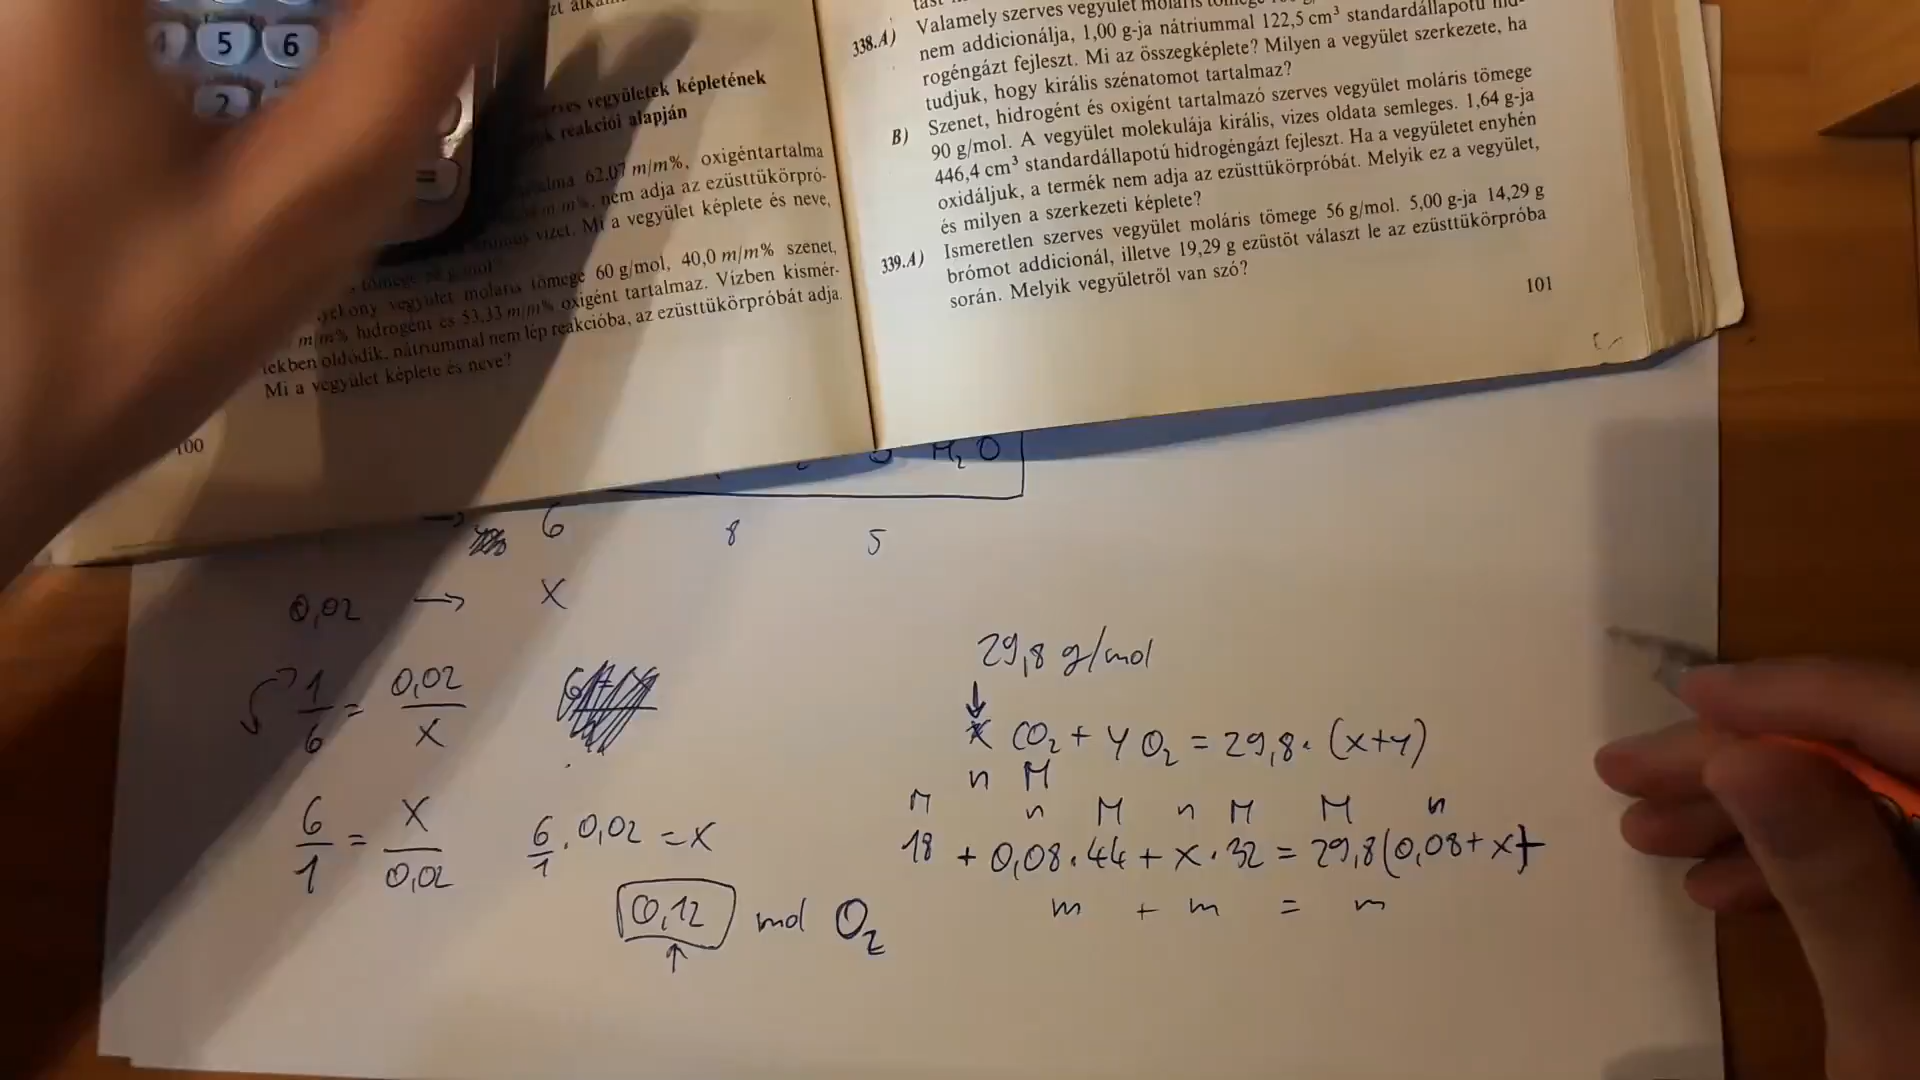 5 6
2
=
zt
szerves vegyületek képletének
reakciói alapján
62,07 m/m%, oxigéntartalma
nem adja az ezüsttükörpró-
vizet. Mi a vegyület képlete és neve,
vegyület moláris tömege 60 g/mol, 40,0 m/m% szenet,
m/m% hidrogént és 53,33 m/m% oxigént tartalmaz. Vízben kismér-
tékben oldódik, nátriummal nem lép reakcióba, az ezüsttükörpróbát adja.
Mi a vegyület képlete és neve?
100
338.A) Valamely szerves vegyület moláris
nem addicionálja, 1,00 g-ja nátriummal 122,5 cm³ standardállapotú hid-
rogéngázt fejleszt. Mi az összegképlete? Milyen a vegyület szerkezete, ha
tudjuk, hogy királis szénatomot tartalmaz?
B) Szenet, hidrogént és oxigént tartalmazó szerves vegyület moláris tömege
90 g/mol. A vegyület molekulája királis, vizes oldata semleges. 1,64 g-ja
446,4 cm³ standardállapotú hidrogéngázt fejleszt. Ha a vegyületet enyhén
oxidáljuk, a termék nem adja az ezüsttükörpróbát. Melyik ez a vegyület,
és milyen a szerkezeti képlete?
339.A) Ismeretlen szerves vegyület moláris tömege 56 g/mol. 5,00 g-ja 14,29 g
brómot addicionál, illetve 19,29 g ezüstöt választ le az ezüsttükörpróba
során. Melyik vegyületről van szó?
101
H₂O
→ 6 8 5
0,02 → X
1/6 = 0,02/X
6/1 = X/0,02
6/1 · 0,02 = X
0,12 mol O₂
29,8 g/mol
X CO₂ + Y O₂ = 29,8 · (X+Y)
n M
M n M n M M n
18 + 0,08 · 44 + X · 32 = 29,8(0,08 + X)+
m + m = m